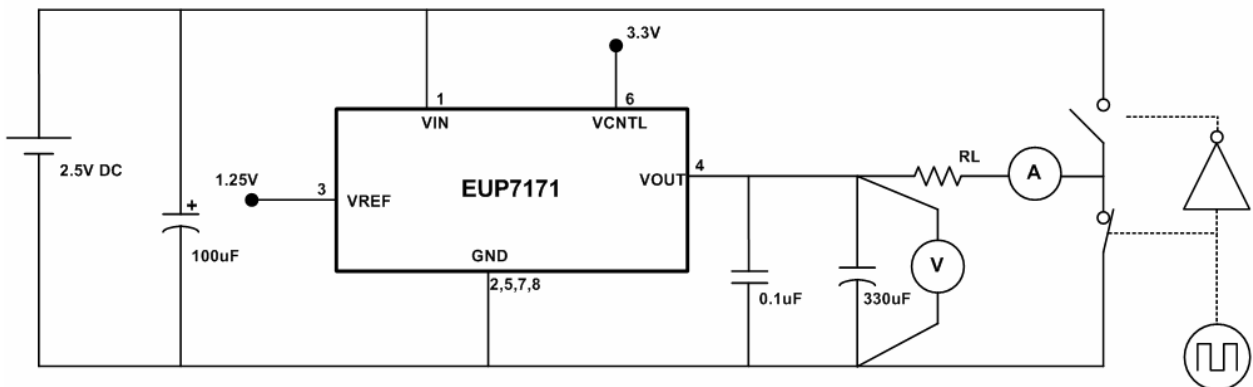 3.3V
1
6
VIN
VCNTL
2.5V DC
1.25V
3
VREF
EUP7171
VOUT
4
RL
A
100uF
GND
2,5,7,8
0.1uF
330uF
V
+